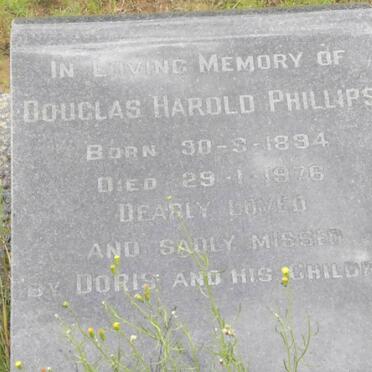 IN LOVING MEMORY OF
DOUGLAS HAROLD PHILLIPS
BORN 30-3-1894
DIED 29-1-1976
DEARLY LOVED
AND SADLY MISSED
BY DORIS AND HIS